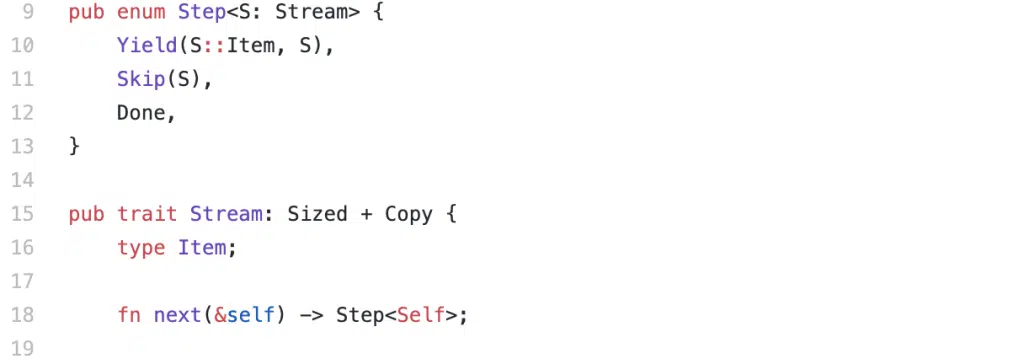 9 pub enum Step<S: Stream> {
10 Yield(S::Item, S),
11 Skip(S),
12 Done,
13 }
14
15 pub trait Stream: Sized + Copy {
16 type Item;
17
18 fn next(&self) -> Step<Self>;
19